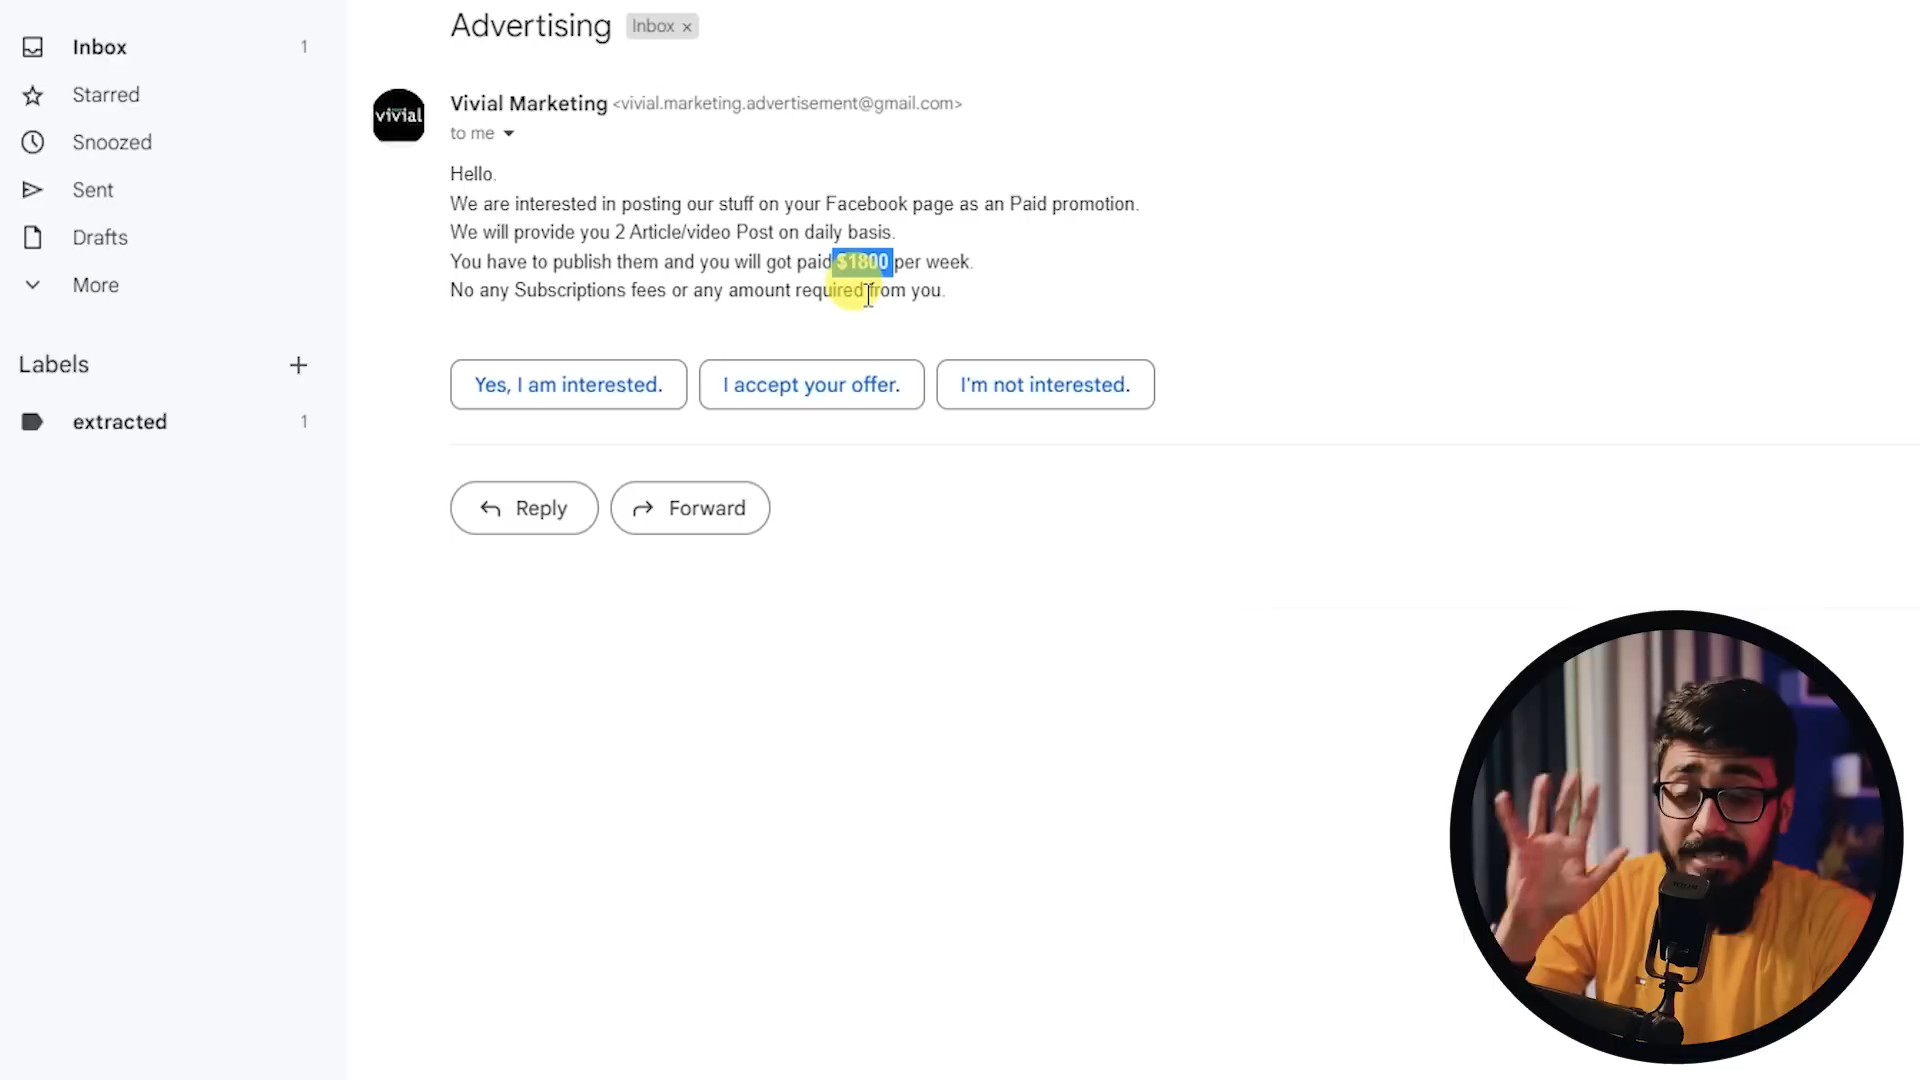 Inbox 1
Starred
Snoozed
Sent
Drafts
More
Labels +
extracted 1
Advertising Inbox ×
vivial
Vivial Marketing <vivial.marketing.advertisement@gmail.com>
to me
Hello.
We are interested in posting our stuff on your Facebook page as an Paid promotion.
We will provide you 2 Article/video Post on daily basis.
You have to publish them and you will got paid $1800 per week.
No any Subscriptions fees or any amount required from you.
Yes, I am interested. I accept your offer. I'm not interested.
Reply Forward